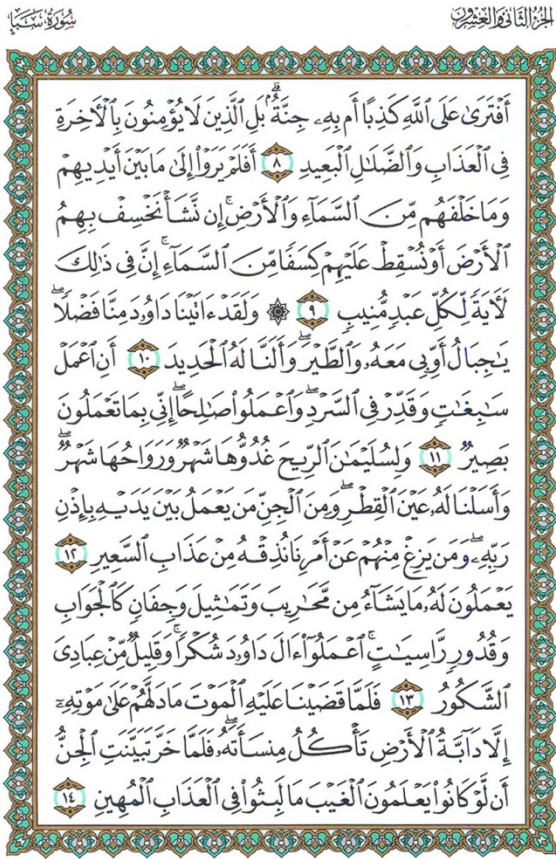 الجزء الثاني والعشرون
سورة سبإ
أَفۡتَرَىٰ عَلَى ٱللَّهِ كَذِبًا أَم بِهِۦ جِنَّةُۢۗ بَلِ ٱلَّذِينَ لَا يُؤۡمِنُونَ بِٱلۡأٓخِرَةِ
فِي ٱلۡعَذَابِ وَٱلضَّلَٰلِ ٱلۡبَعِيدِ ٨ أَفَلَمۡ يَرَوۡاْ إِلَىٰ مَا بَيۡنَ أَيۡدِيهِمۡ
وَمَا خَلۡفَهُم مِّنَ ٱلسَّمَآءِ وَٱلۡأَرۡضِۚ إِن نَّشَأۡ نَخۡسِفۡ بِهِمُ
ٱلۡأَرۡضَ أَوۡ نُسۡقِطۡ عَلَيۡهِمۡ كِسَفٗا مِّنَ ٱلسَّمَآءِۚ إِنَّ فِي ذَٰلِكَ
لَأٓيَةٗ لِّكُلِّ عَبۡدٖ مُّنِيبٖ ٩ ۞ وَلَقَدۡ ءَاتَيۡنَا دَاوُۥدَ مِنَّا فَضۡلٗاۖ
يَٰجِبَالُ أَوِّبِي مَعَهُۥ وَٱلطَّيۡرَۖ وَأَلَنَّا لَهُ ٱلۡحَدِيدَ ١٠ أَنِ ٱعۡمَلۡ
سَٰبِغَٰتٖ وَقَدِّرۡ فِي ٱلسَّرۡدِۖ وَٱعۡمَلُواْ صَٰلِحًاۖ إِنِّي بِمَا تَعۡمَلُونَ
بَصِيرٞ ١١ وَلِسُلَيۡمَٰنَ ٱلرِّيحَ غُدُوُّهَا شَهۡرٞ وَرَوَاحُهَا شَهۡرٞۖ
وَأَسَلۡنَا لَهُۥ عَيۡنَ ٱلۡقِطۡرِۖ وَمِنَ ٱلۡجِنِّ مَن يَعۡمَلُ بَيۡنَ يَدَيۡهِ بِإِذۡنِ
رَبِّهِۦۖ وَمَن يَزِغۡ مِنۡهُمۡ عَنۡ أَمۡرِنَا نُذِقۡهُ مِنۡ عَذَابِ ٱلسَّعِيرِ ١٢
يَعۡمَلُونَ لَهُۥ مَا يَشَآءُ مِن مَّحَٰرِيبَ وَتَمَٰثِيلَ وَجِفَانٖ كَٱلۡجَوَابِ
وَقُدُورٖ رَّاسِيَٰتٍۚ ٱعۡمَلُوٓاْ ءَالَ دَاوُۥدَ شُكۡرٗاۚ وَقَلِيلٞ مِّنۡ عِبَادِيَ
ٱلشَّكُورُ ١٣ فَلَمَّا قَضَيۡنَا عَلَيۡهِ ٱلۡمَوۡتَ مَا دَلَّهُمۡ عَلَىٰ مَوۡتِهِۦٓ
إِلَّا دَآبَّةُ ٱلۡأَرۡضِ تَأۡكُلُ مِنسَأَتَهُۥۖ فَلَمَّا خَرَّ تَبَيَّنَتِ ٱلۡجِنُّ
أَن لَّوۡ كَانُواْ يَعۡلَمُونَ ٱلۡغَيۡبَ مَا لَبِثُواْ فِي ٱلۡعَذَابِ ٱلۡمُهِينِ ١٤